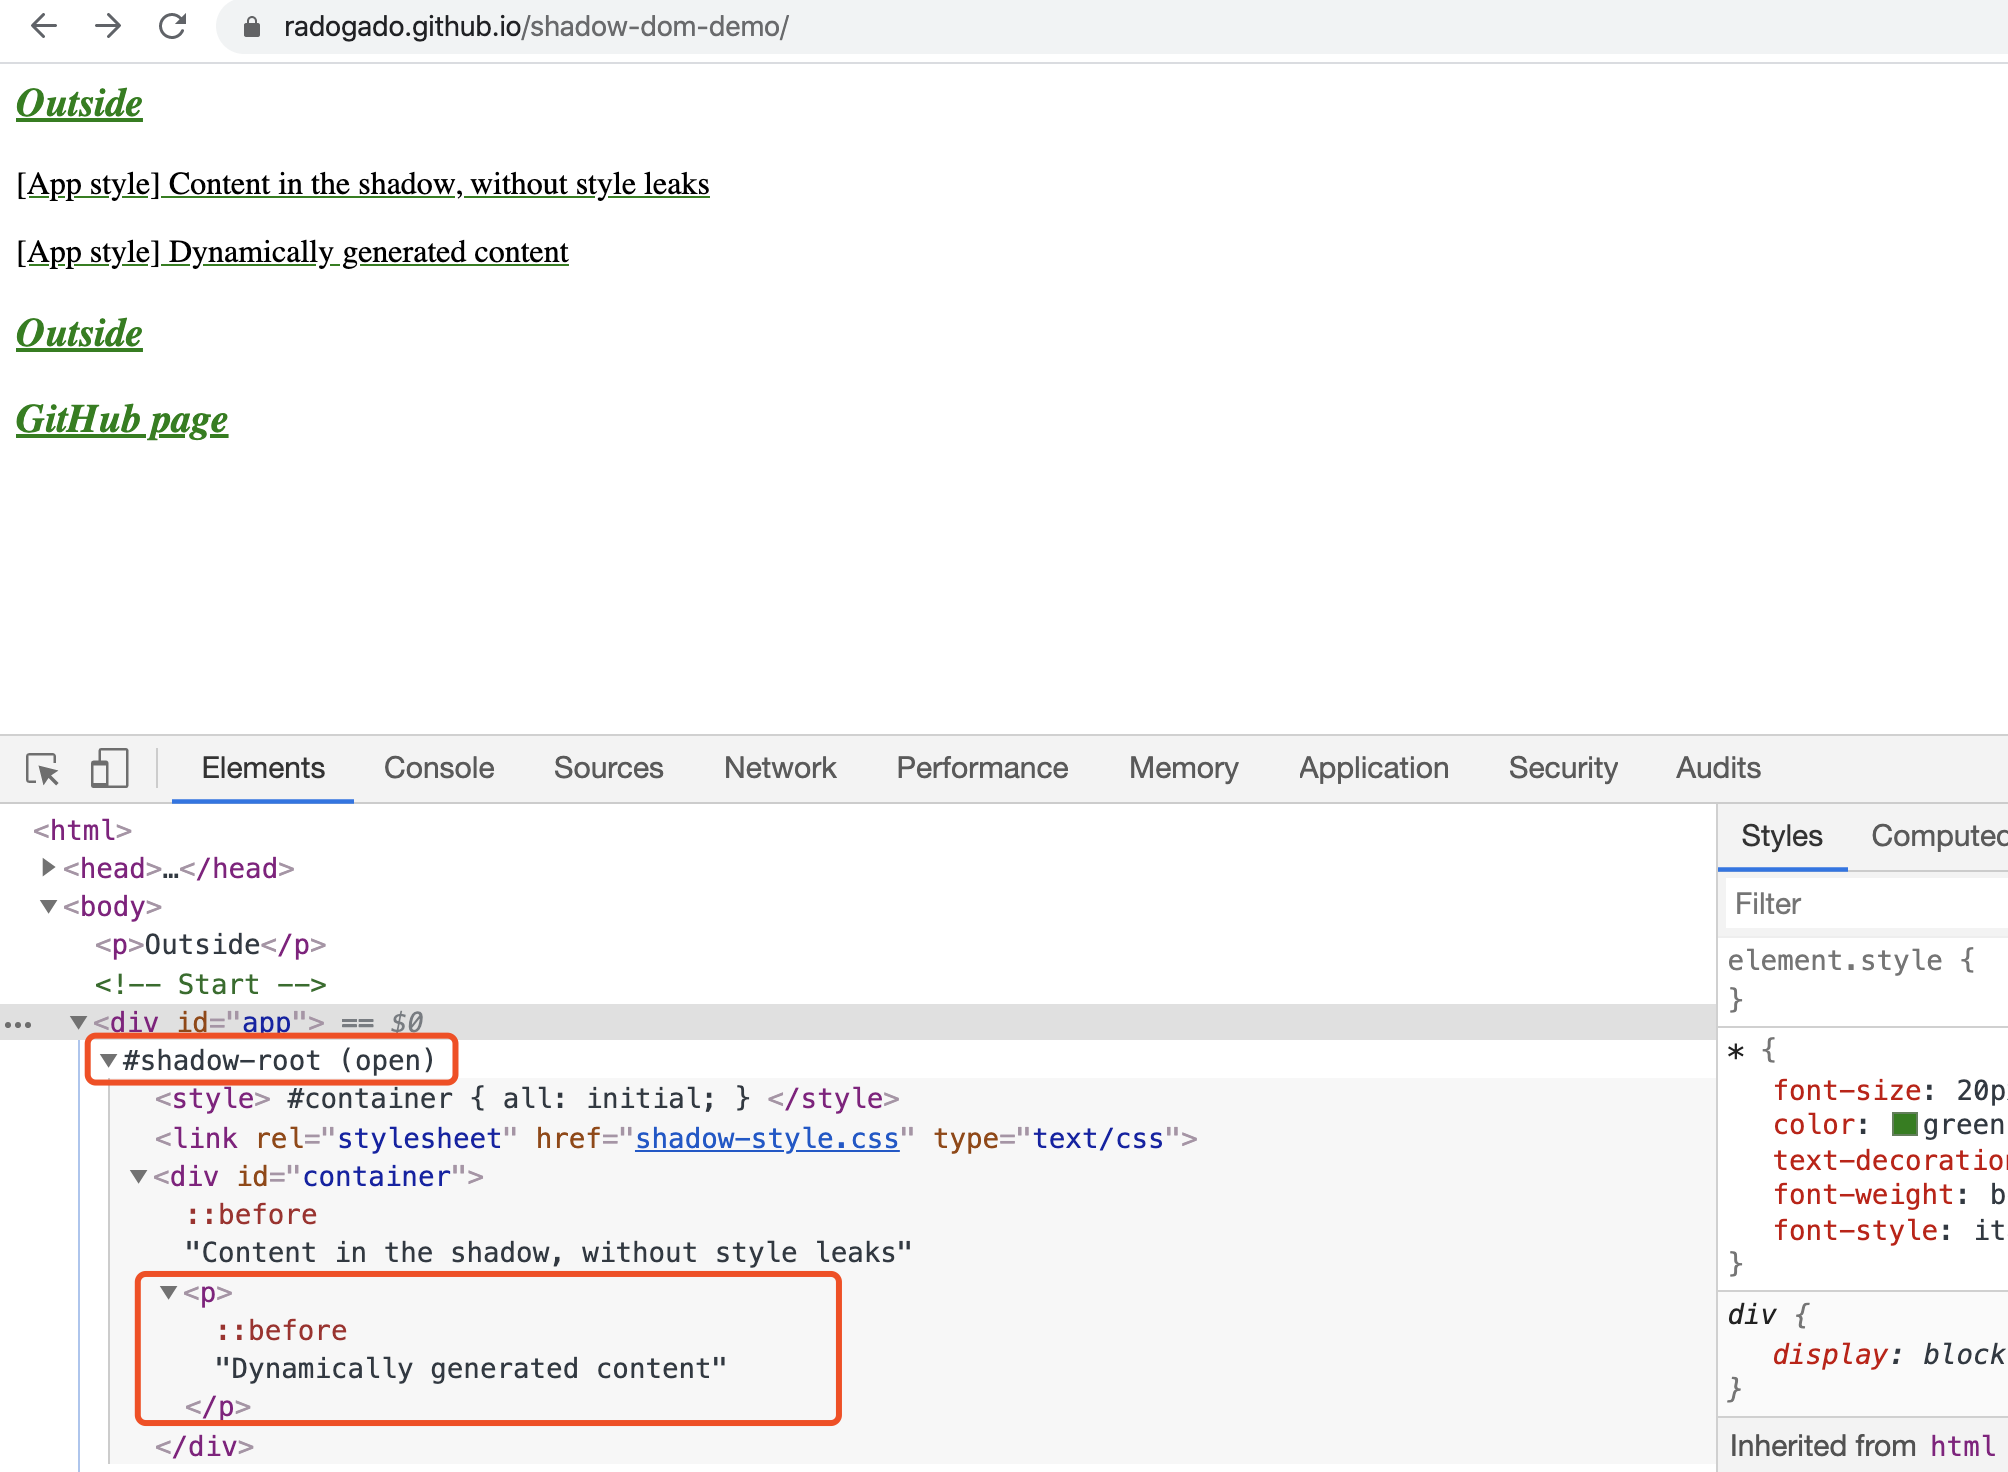 radogado.github.io/shadow-dom-demo/
Outside
[App style] Content in the shadow, without style leaks
[App style] Dynamically generated content
Outside
GitHub page
Elements Console Sources Network Performance Memory Application Security Audits
<html>
<head>…</head>
<body>
<p>Outside</p>
<!-- Start -->
… <div id="app"> == $0
#shadow-root (open)
<style> #container { all: initial; } </style>
<link rel="stylesheet" href="shadow-style.css" type="text/css">
<div id="container">
::before
"Content in the shadow, without style leaks"
<p>
::before
"Dynamically generated content"
</p>
</div>
Styles Computed
Filter
element.style {
}
* {
font-size: 20p
color: green
text-decoration
font-weight: b
font-style: it
}
div {
display: block
}
Inherited from html